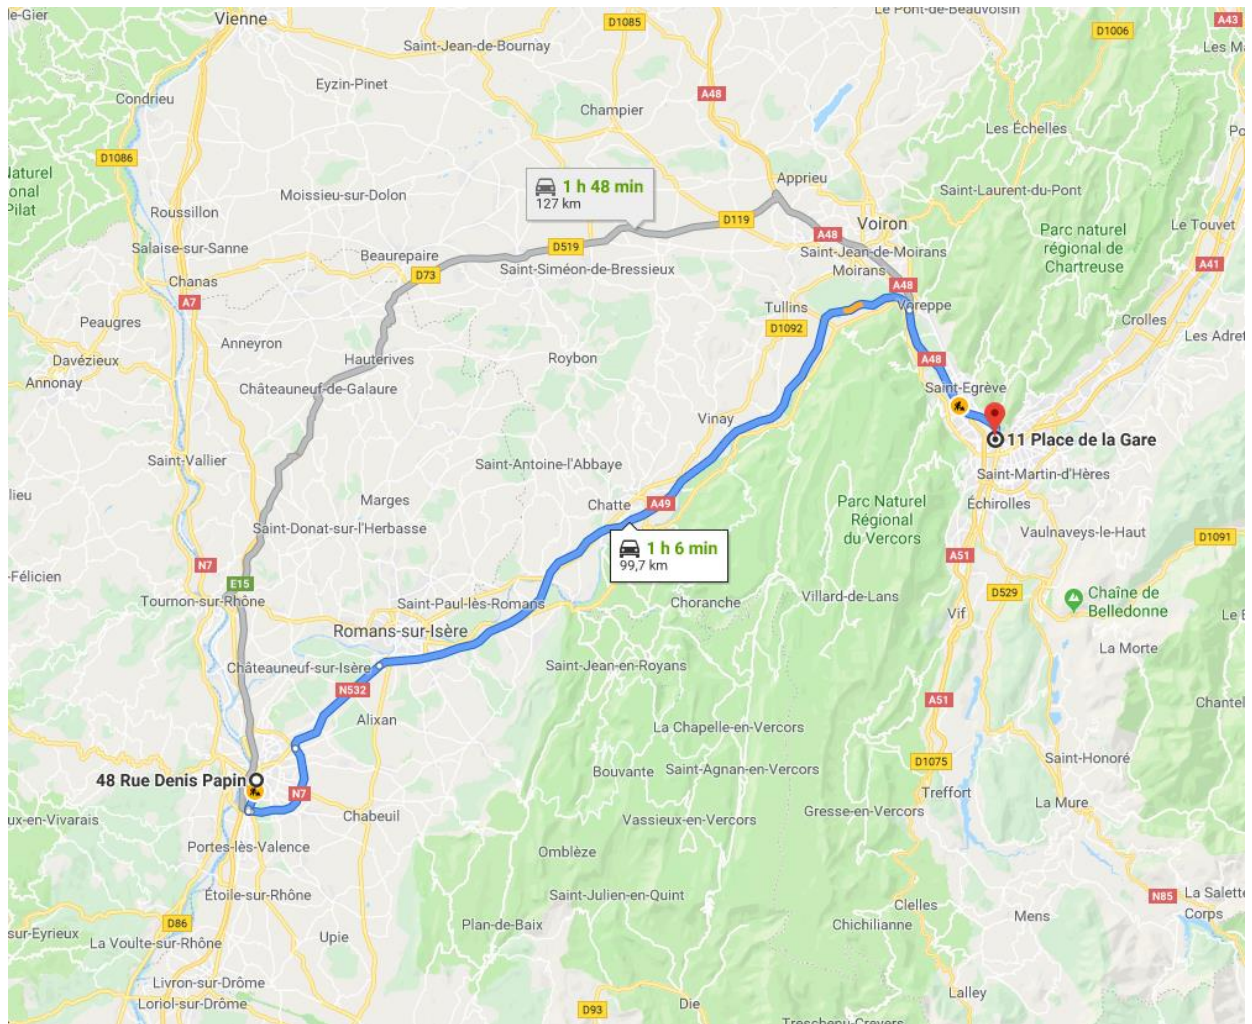 le-Gier
Vienne
D1085
Le Pont-de-Beauvoisin
A43
Saint-Jean-de-Bournay
D1006
Les
Eyzin-Pinet
A48
Condrieu
Champier
Les Échelles
D1086
Apprieu
1 h 48 min
127 km
Moissieu-sur-Dolon
Saint-Laurent-du-Pont
Naturel
onal
Pilat
Roussillon
D119
Voiron
Parc naturel
régional de
Chartreuse
Le Touvet
Salaise-sur-Sanne
Beaurepaire
D519
A48
Saint-Jean-de-Moirans
Moirans
A41
Saint-Siméon-de-Bressieux
D73
Chanas
A48
A7
Tullins
Voreppe
Peaugres
D1092
Crolles
Anneyron
Les Adret
Davézieux
Hauterives
Roybon
A48
Annonay
Châteauneuf-de-Galaure
Saint-Egrève
Vinay
11 Place de la Gare
Saint-Vallier
Saint-Antoine-l'Abbaye
Saint-Martin-d'Hères
lieu
Marges
Chatte
A49
Parc Naturel
Régional
du Vercors
Échirolles
Saint-Donat-sur-l'Herbasse
Vaulnaveys-le-Haut
D1091
1 h 6 min
99,7 km
A51
N7
-Félicien
E15
Tournon-sur-Rhône
Saint-Paul-lès-Romans
Choranche
Villard-de-Lans
D529
Chaîne de
Belledonne
Vif
Romans-sur-Isère
La Morte
Châteauneuf-sur-Isère
Saint-Jean-en-Royans
N532
A51
Chantel
Alixan
La Chapelle-en-Vercors
D1075
Saint-Honoré
48 Rue Denis Papin
Bouvante
Saint-Agnan-en-Vercors
N7
Treffort
La Mure
ux-en-Vivarais
Chabeuil
Vassieux-en-Vercors
Gresse-en-Vercors
Portes-lès-Valence
Omblèze
Étoile-sur-Rhône
Saint-Julien-en-Quint
N85
La Salette
Clelles
Corps
D86
Plan-de-Baix
Chichilianne
Mens
sur-Eyrieux
Upie
La Voulte-sur-Rhône
Livron-sur-Drôme
Lalley
Loriol-sur-Drôme
D93
Die
Treschenu-Creyers